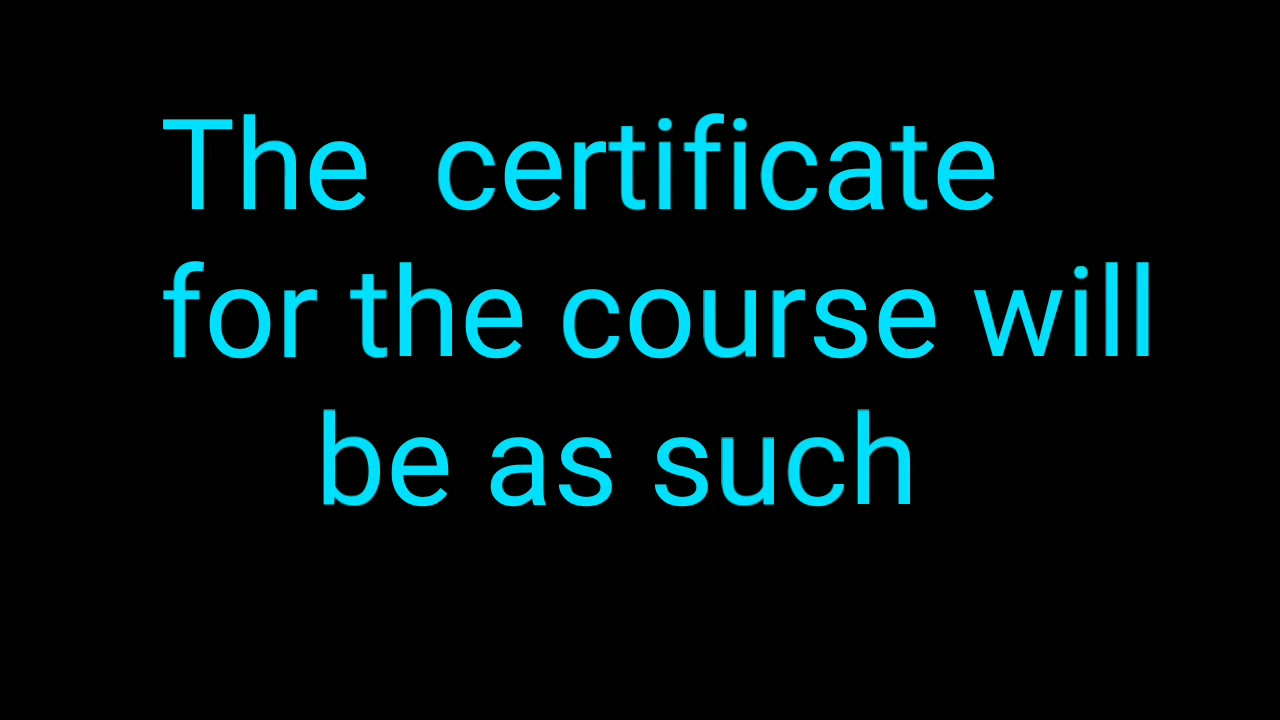 The  certificate
for the course will
be as such